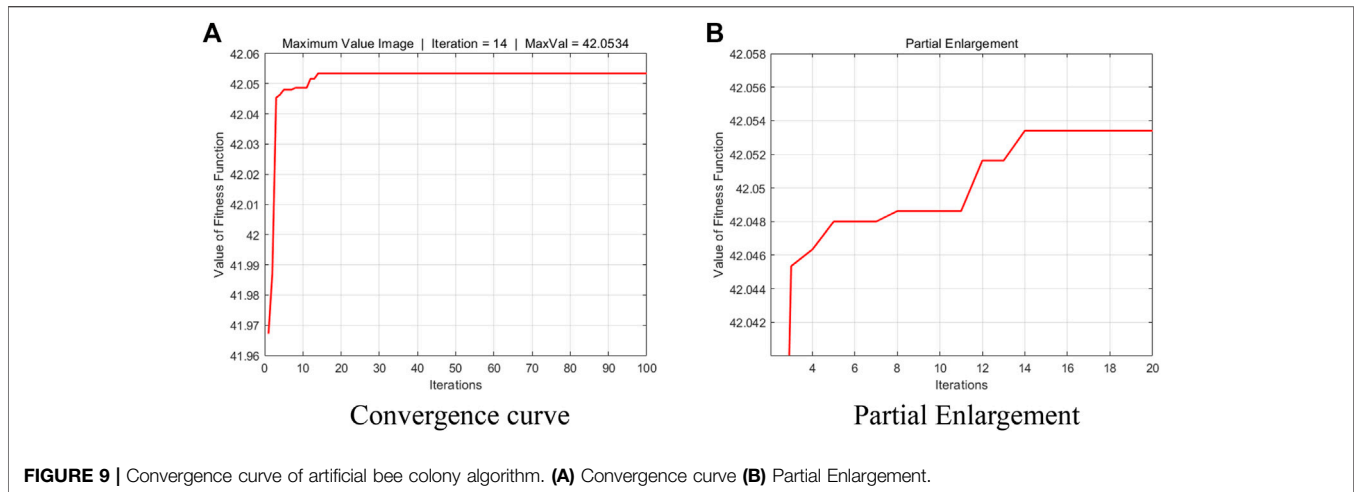 A
Maximum Value Image | Iteration = 14 | MaxVal = 42.0534
Value of Fitness Function
42.06
42.05
42.04
42.03
42.02
42.01
42
41.99
41.98
41.97
41.96
0 10 20 30 40 50 60 70 80 90 100
Iterations
Convergence curve
B
Partial Enlargement
Value of Fitness Function
42.058
42.056
42.054
42.052
42.05
42.048
42.046
42.044
42.042
4 6 8 10 12 14 16 18 20
Iterations
Partial Enlargement
FIGURE 9 | Convergence curve of artificial bee colony algorithm. (A) Convergence curve (B) Partial Enlargement.